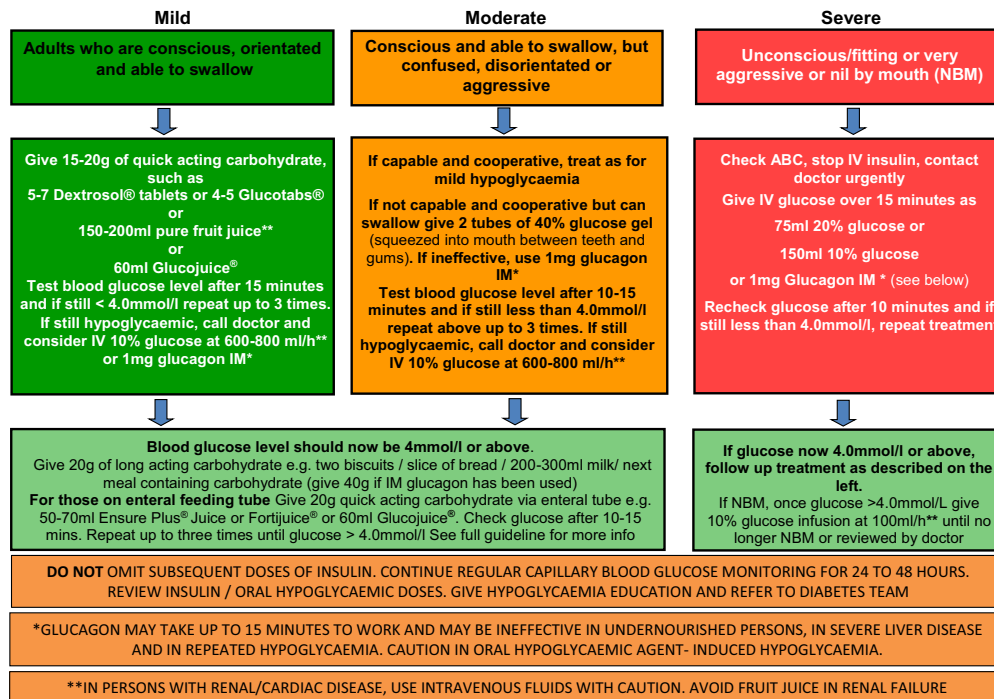 Mild
Adults who are conscious, orientated
and able to swallow
Give 15-20g of quick acting carbohydrate,
such as
5-7 Dextrosol® tablets or 4-5 Glucotabs®
or
150-200ml pure fruit juice**
or
60ml Glucojuice®
Test blood glucose level after 15 minutes
and if still < 4.0mmol/l repeat up to 3 times.
If still hypoglycaemic, call doctor and
consider IV 10% glucose at 600-800 ml/h**
or 1mg glucagon IM*
Moderate
Conscious and able to swallow, but
confused, disorientated or
aggressive
If capable and cooperative, treat as for
mild hypoglycaemia
If not capable and cooperative but can
swallow give 2 tubes of 40% glucose gel
(squeezed into mouth between teeth and
gums). If ineffective, use 1mg glucagon
IM*
Test blood glucose level after 10-15
minutes and if still less than 4.0mmol/l
repeat above up to 3 times. If still
hypoglycaemic, call doctor and consider
IV 10% glucose at 600-800 ml/h**
Severe
Unconscious/fitting or very
aggressive or nil by mouth (NBM)
Check ABC, stop IV insulin, contact
doctor urgently
Give IV glucose over 15 minutes as
75ml 20% glucose or
150ml 10% glucose
or 1mg Glucagon IM * (see below)
Recheck glucose after 10 minutes and if
still less than 4.0mmol/l, repeat treatment
Blood glucose level should now be 4mmol/l or above.
Give 20g of long acting carbohydrate e.g. two biscuits / slice of bread / 200-300ml milk/ next
meal containing carbohydrate (give 40g if IM glucagon has been used)
For those on enteral feeding tube Give 20g quick acting carbohydrate via enteral tube e.g.
50-70ml Ensure Plus® Juice or Fortijuice® or 60ml Glucojuice®. Check glucose after 10-15
mins. Repeat up to three times until glucose > 4.0mmol/l See full guideline for more info
If glucose now 4.0mmol/l or above,
follow up treatment as described on the
left.
If NBM, once glucose >4.0mmol/L give
10% glucose infusion at 100ml/h** until no
longer NBM or reviewed by doctor
DO NOT OMIT SUBSEQUENT DOSES OF INSULIN. CONTINUE REGULAR CAPILLARY BLOOD GLUCOSE MONITORING FOR 24 TO 48 HOURS.
REVIEW INSULIN / ORAL HYPOGLYCAEMIC DOSES. GIVE HYPOGLYCAEMIA EDUCATION AND REFER TO DIABETES TEAM
*GLUCAGON MAY TAKE UP TO 15 MINUTES TO WORK AND MAY BE INEFFECTIVE IN UNDERNOURISHED PERSONS, IN SEVERE LIVER DISEASE
AND IN REPEATED HYPOGLYCAEMIA. CAUTION IN ORAL HYPOGLYCAEMIC AGENT- INDUCED HYPOGLYCAEMIA.
**IN PERSONS WITH RENAL/CARDIAC DISEASE, USE INTRAVENOUS FLUIDS WITH CAUTION. AVOID FRUIT JUICE IN RENAL FAILURE